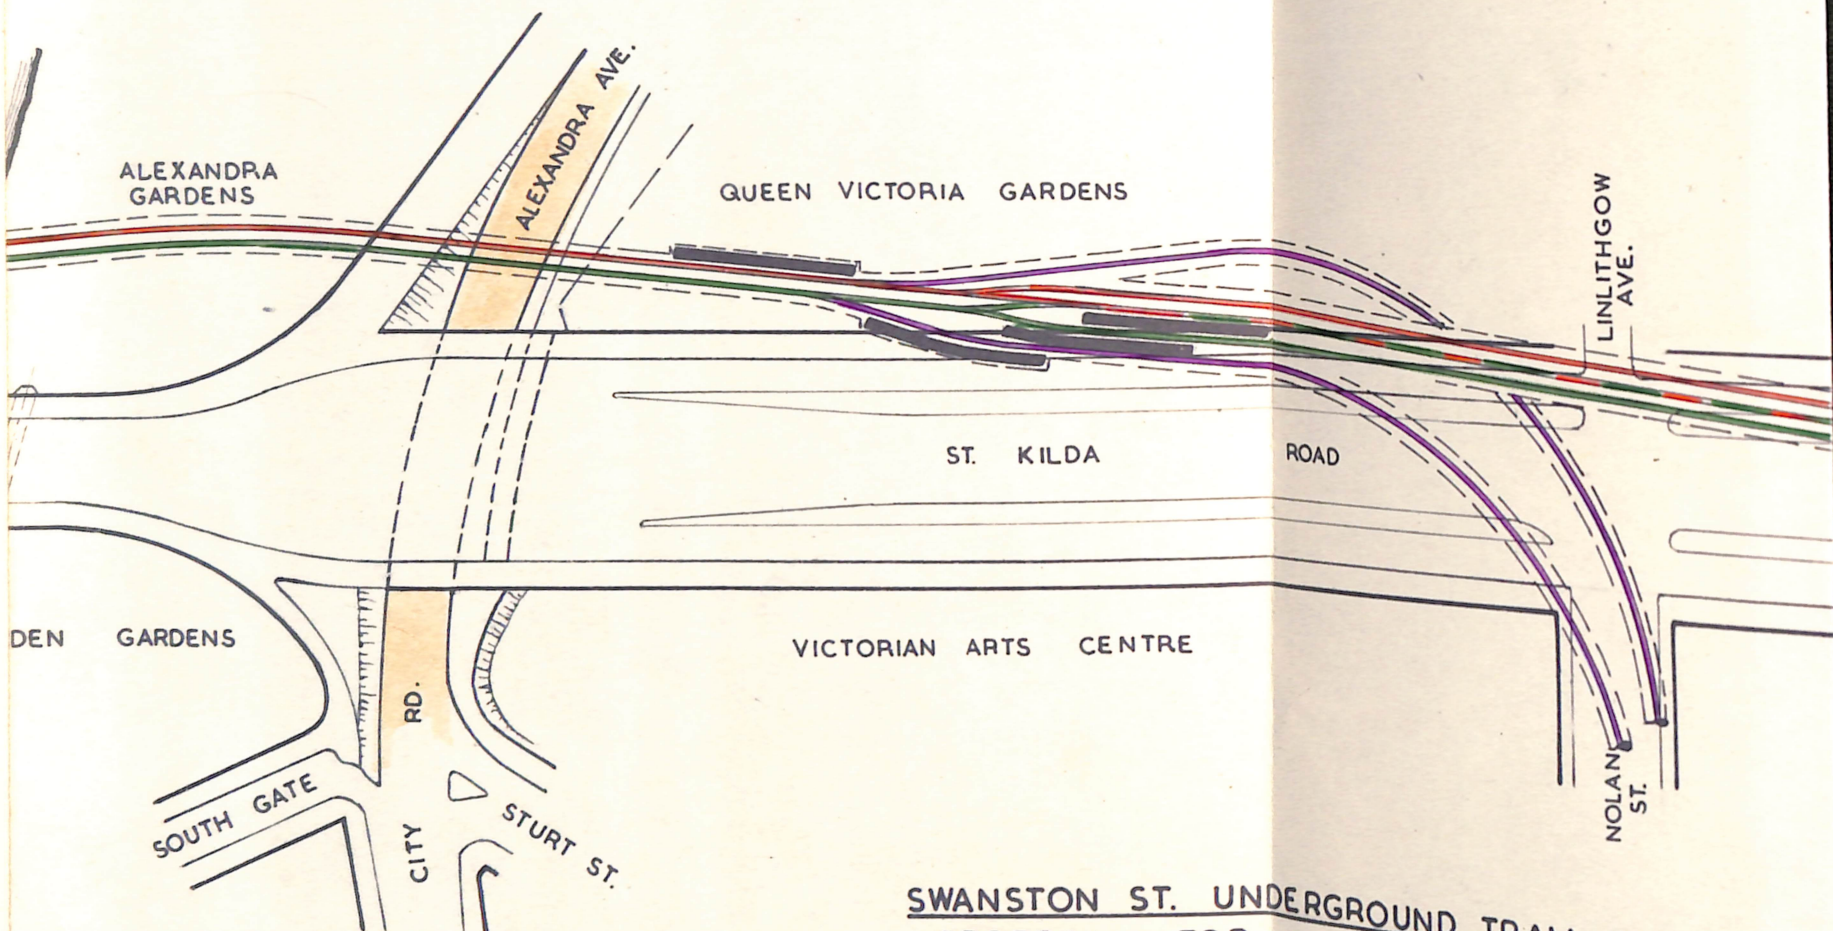 ALEXANDRA AVE.
ALEXANDRA
GARDENS
QUEEN VICTORIA GARDENS
LINLITHGOW
AVE.
ST. KILDA ROAD
DEN GARDENS
VICTORIAN ARTS CENTRE
RD.
CITY
SOUTH GATE
STURT ST.
NOLAN
ST.
SWANSTON ST. UNDERGROUND